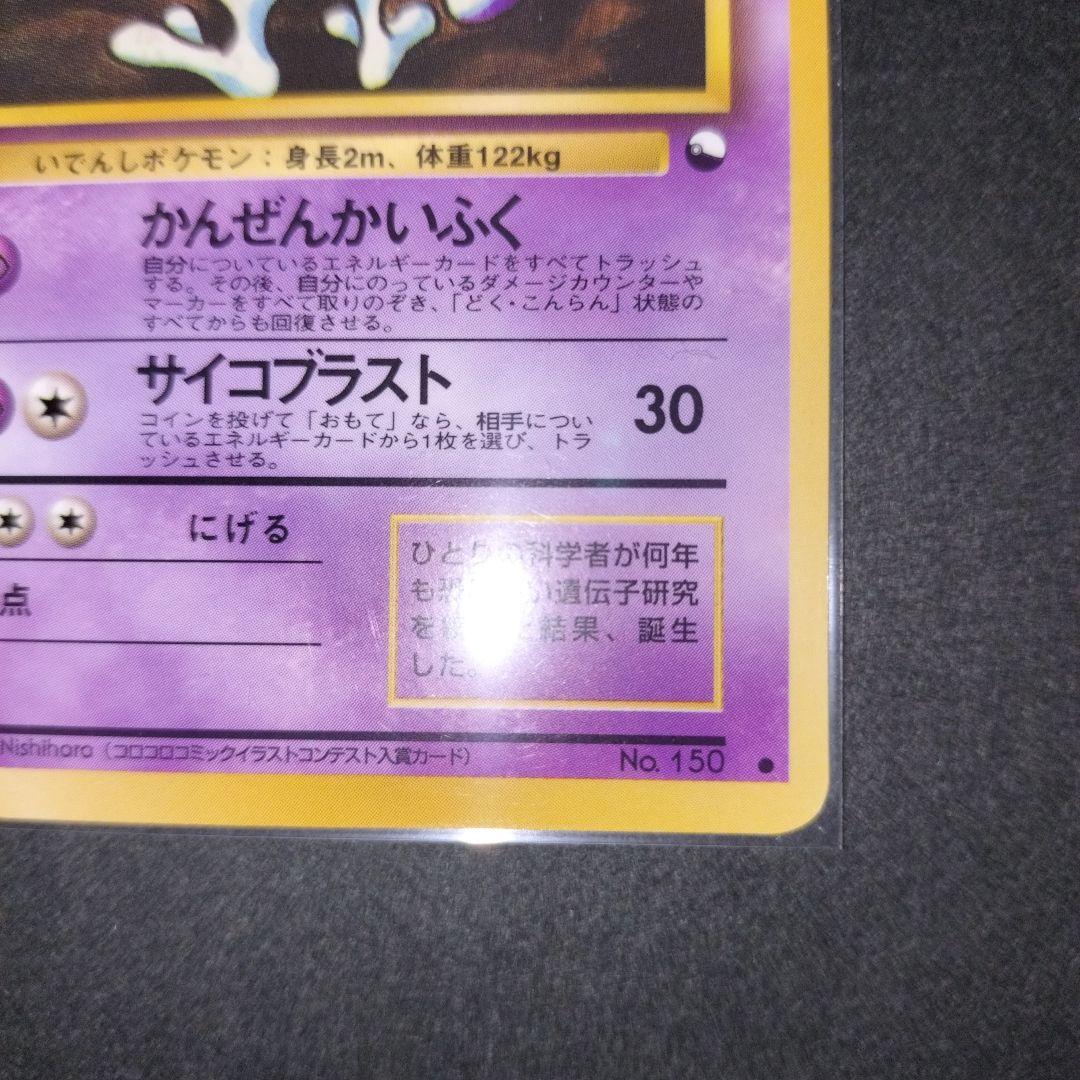 いでんしポケモン：身長2m、体重122kg
かんぜんかいふく
自分についているエネルギーカードをすべてトラッシュ
する。その後、自分にのっているダメージカウンターや
マーカーをすべて取りのぞき、「どく・こんらん」状態の
すべてからも回復させる。
サイコブラスト
30
コインを投げて「おもて」なら、相手につい
ているエネルギーカードから1枚を選び、トラ
ッシュさせる。
にげる
点
ひとりの科学者が何年
も い遺伝子研究
を 結果、誕生
した。
Nishihara（コロコロコミックイラストコンテスト入賞カード）
No. 150 ●